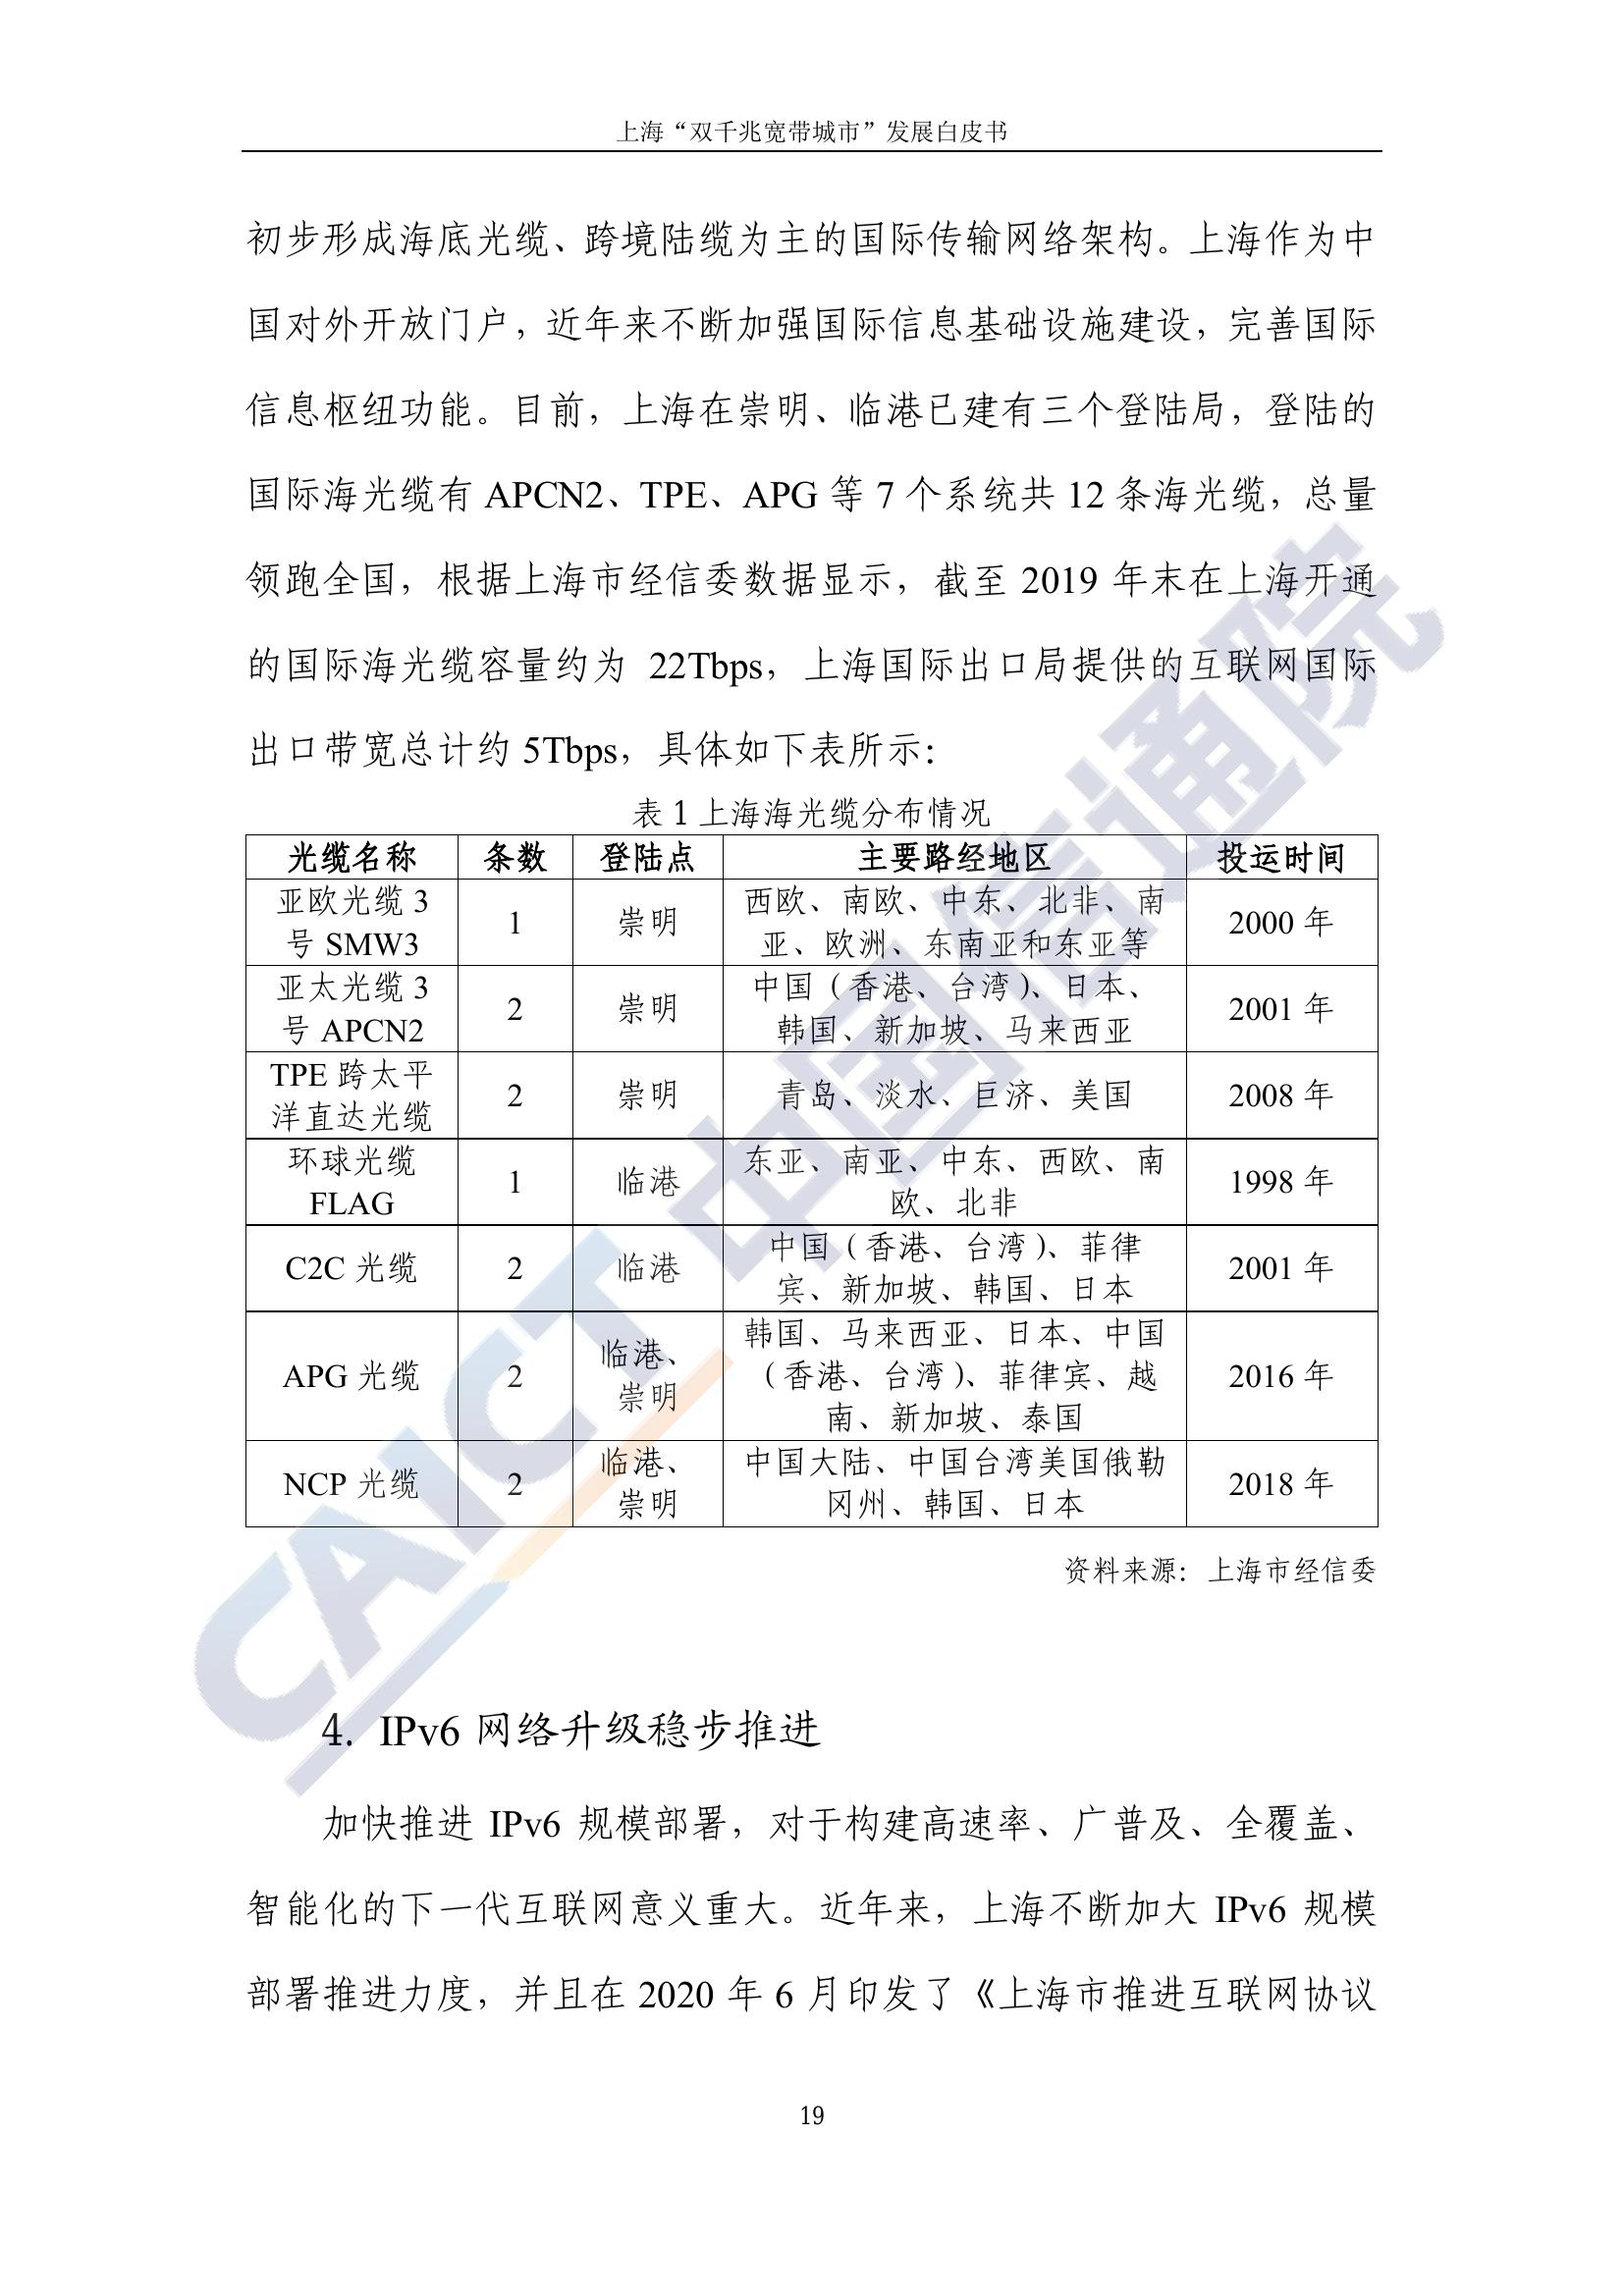 上海“双千兆宽带城市”发展白皮书
初步形成海底光缆、跨境陆缆为主的国际传输网络架构。上海作为中
国对外开放门户，近年来不断加强国际信息基础设施建设，完善国际
信息枢纽功能。目前，上海在崇明、临港已建有三个登陆局，登陆的
国际海光缆有 APCN2、TPE、APG 等 7 个系统共 12 条海光缆，总量
领跑全国，根据上海市经信委数据显示，截至 2019 年末在上海开通
的国际海光缆容量约为 22Tbps，上海国际出口局提供的互联网国际
出口带宽总计约 5Tbps，具体如下表所示：
表 1 上海海光缆分布情况
光缆名称 条数 登陆点 主要路经地区 投运时间
亚欧光缆 3
号 SMW3
1
崇明
西欧、南欧、中东、北非、南
亚、欧洲、东南亚和东亚等
2000 年
亚太光缆 3
号 APCN2
2
崇明
中国（香港、台湾）、日本、
韩国、新加坡、马来西亚
2001 年
TPE 跨太平
洋直达光缆
2
崇明
青岛、淡水、巨济、美国
2008 年
环球光缆
FLAG
1
临港
东亚、南亚、中东、西欧、南
欧、北非
1998 年
C2C 光缆
2
临港
中国（香港、台湾）、菲律
宾、新加坡、韩国、日本
2001 年
APG 光缆
2
临港、
崇明
韩国、马来西亚、日本、中国
（香港、台湾）、菲律宾、越
南、新加坡、泰国
2016 年
NCP 光缆
2
临港、
崇明
中国大陆、中国台湾美国俄勒
冈州、韩国、日本
2018 年
资料来源：上海市经信委
4. IPv6 网络升级稳步推进
加快推进 IPv6 规模部署，对于构建高速率、广普及、全覆盖、
智能化的下一代互联网意义重大。近年来，上海不断加大 IPv6 规模
部署推进力度，并且在 2020 年 6 月印发了《上海市推进互联网协议
19
CAICT 中国信通院